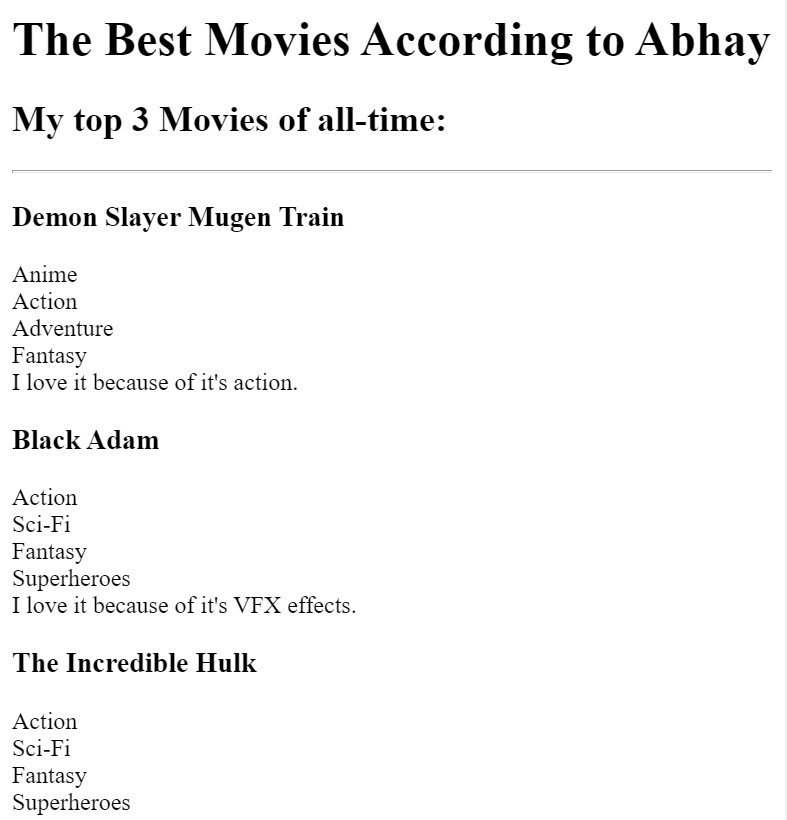 The Best Movies According to Abhay
My top 3 Movies of all-time:
Demon Slayer Mugen Train
Anime
Action
Adventure
Fantasy
I love it because of it's action.
Black Adam
Action
Sci-Fi
Fantasy
Superheroes
I love it because of it's VFX effects.
The Incredible Hulk
Action
Sci-Fi
Fantasy
Superheroes